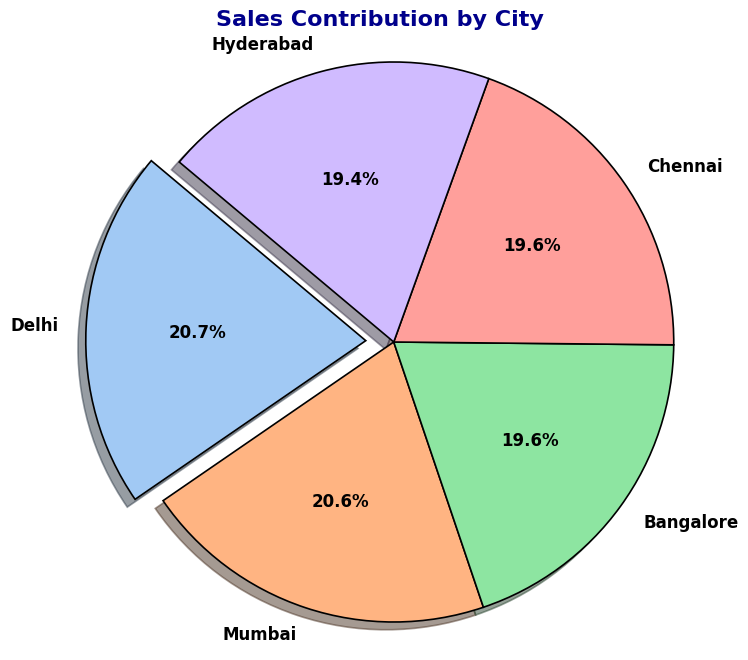 Sales Contribution by City
Hyderabad
Chennai
19.4%
19.6%
Delhi
20.7%
19.6%
20.6%
Bangalore
Mumbai